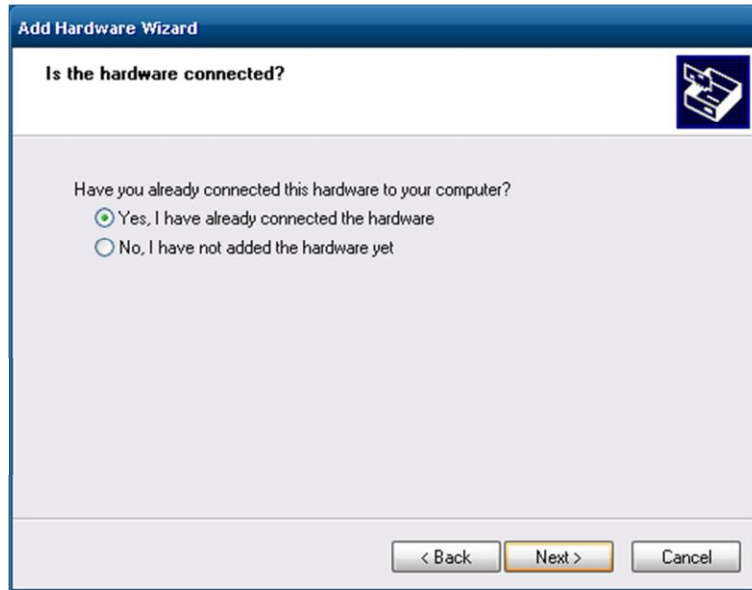 Add Hardware Wizard
Is the hardware connected?
Have you already connected this hardware to your computer?
Yes, I have already connected the hardware
No, I have not added the hardware yet
< Back Next > Cancel